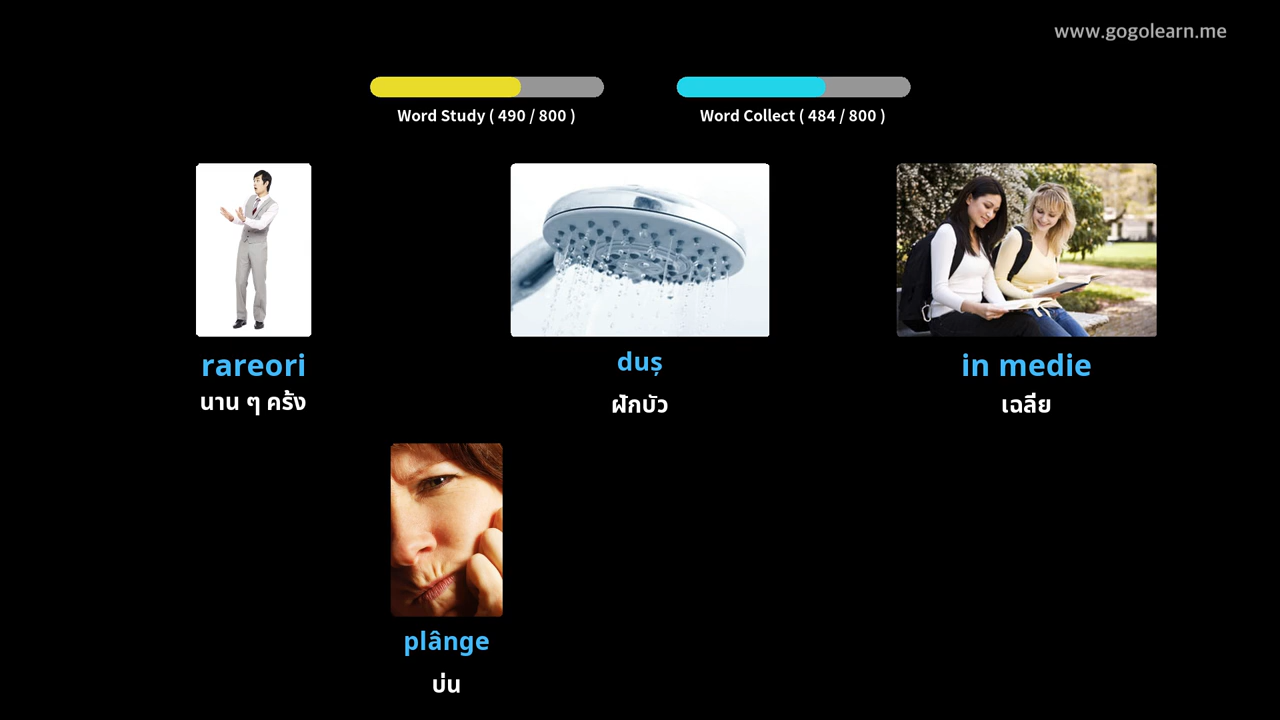 www.gogolearn.me
Word Study ( 490 / 800 )
Word Collect ( 484 / 800 )
rareori
นาน ๆ ครั้ง
duș
ฝักบัว
in medie
เฉลี่ย
plânge
บ่น